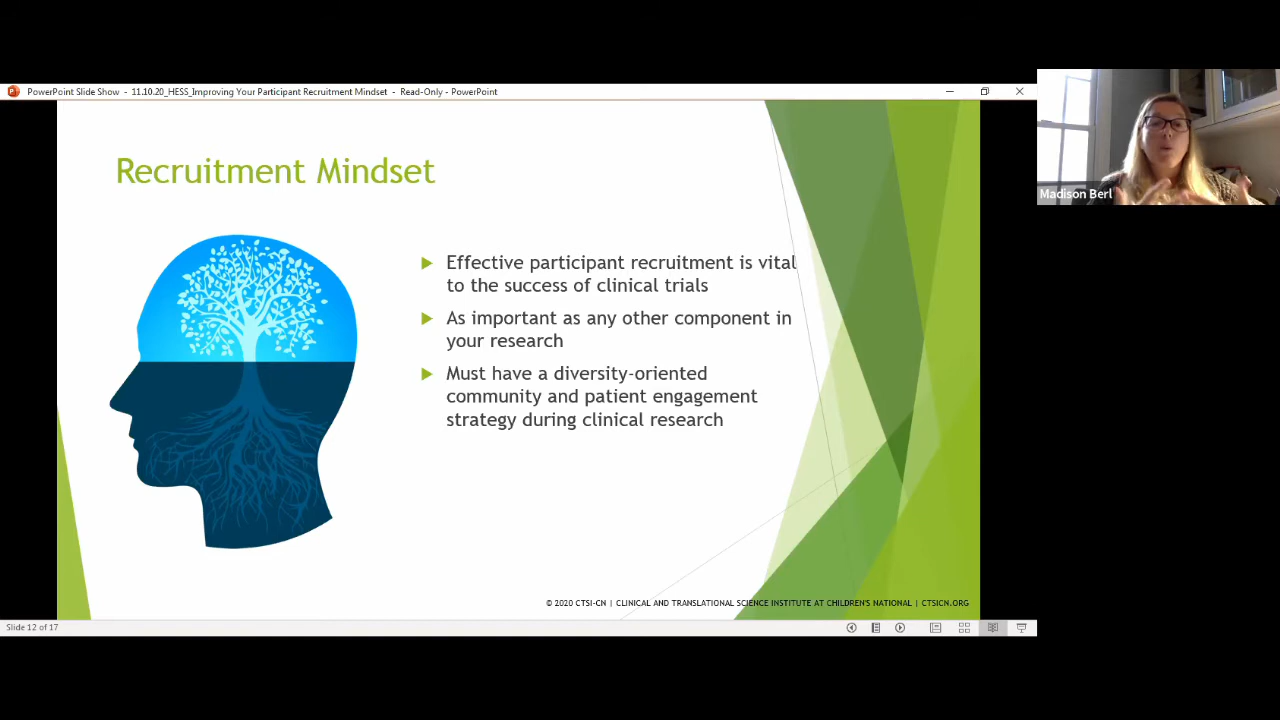 PowerPoint Slide Show - 11.10.20_HESS_Improving Your Participant Recruitment Mindset - Read-Only - PowerPoint
Recruitment Mindset
Effective participant recruitment is vital
to the success of clinical trials
As important as any other component in
your research
Must have a diversity-oriented
community and patient engagement
strategy during clinical research
© 2020 CTSI-CN | CLINICAL AND TRANSLATIONAL SCIENCE INSTITUTE AT CHILDREN'S NATIONAL | CTSICN.ORG
Slide 12 of 17
Madison Berl